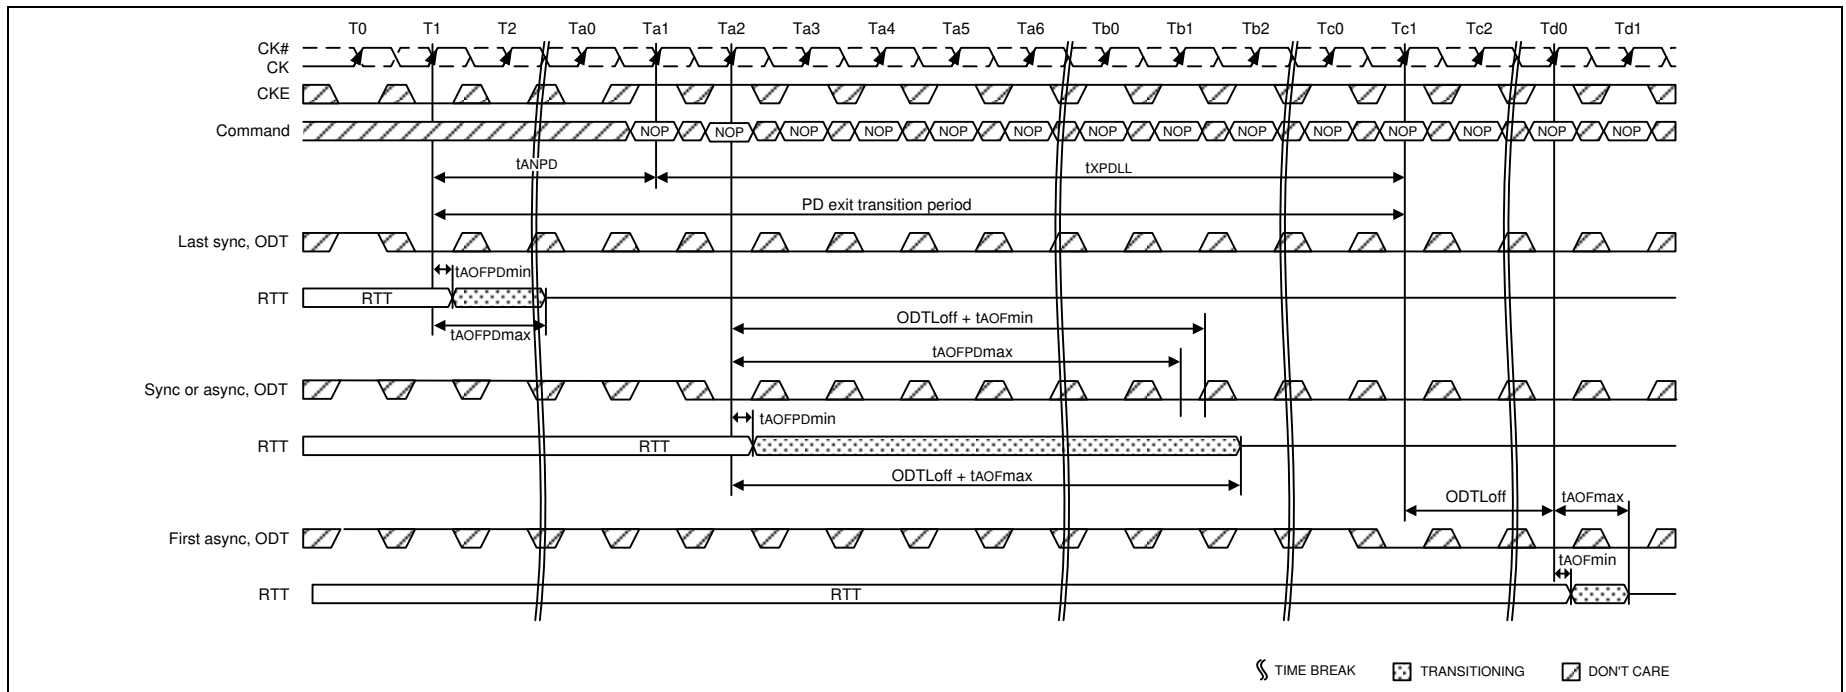 T0 T1 T2 Ta0 Ta1 Ta2 Ta3 Ta4 Ta5 Ta6 Tb0 Tb1 Tb2 Tc0 Tc1 Tc2 Td0 Td1
CK#
CK
CKE
Command NOP NOP NOP NOP NOP NOP NOP NOP NOP NOP NOP NOP NOP NOP
tANPD tXPDLL
PD exit transition period
Last sync, ODT
tAOFPDmin
RTT RTT
tAOFPDmax
ODTLoff + tAOFmin
tAOFPDmax
Sync or async, ODT
tAOFPDmin
RTT RTT
ODTLoff + tAOFmax
ODTLoff tAOFmax
First async, ODT
tAOFmin
RTT RTT
TIME BREAK TRANSITIONING DON'T CARE